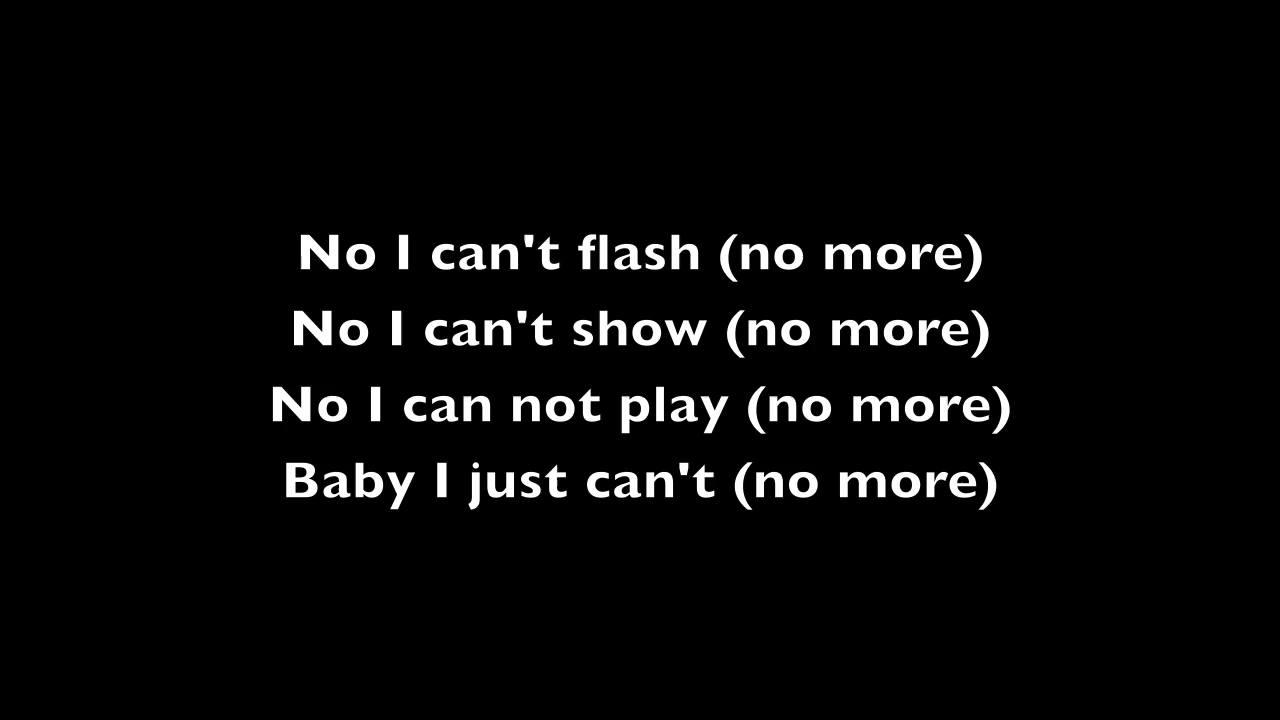 No I can't flash (no more)
No I can't show (no more)
No I can not play (no more)
Baby I just can't (no more)